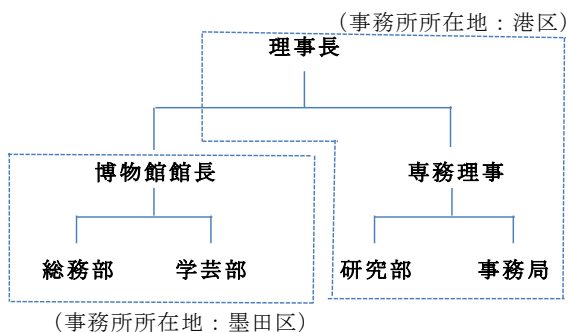 (事務所所在地：港区)
理事長
博物館館長 専務理事
総務部 学芸部 研究部 事務局
(事務所所在地：墨田区)